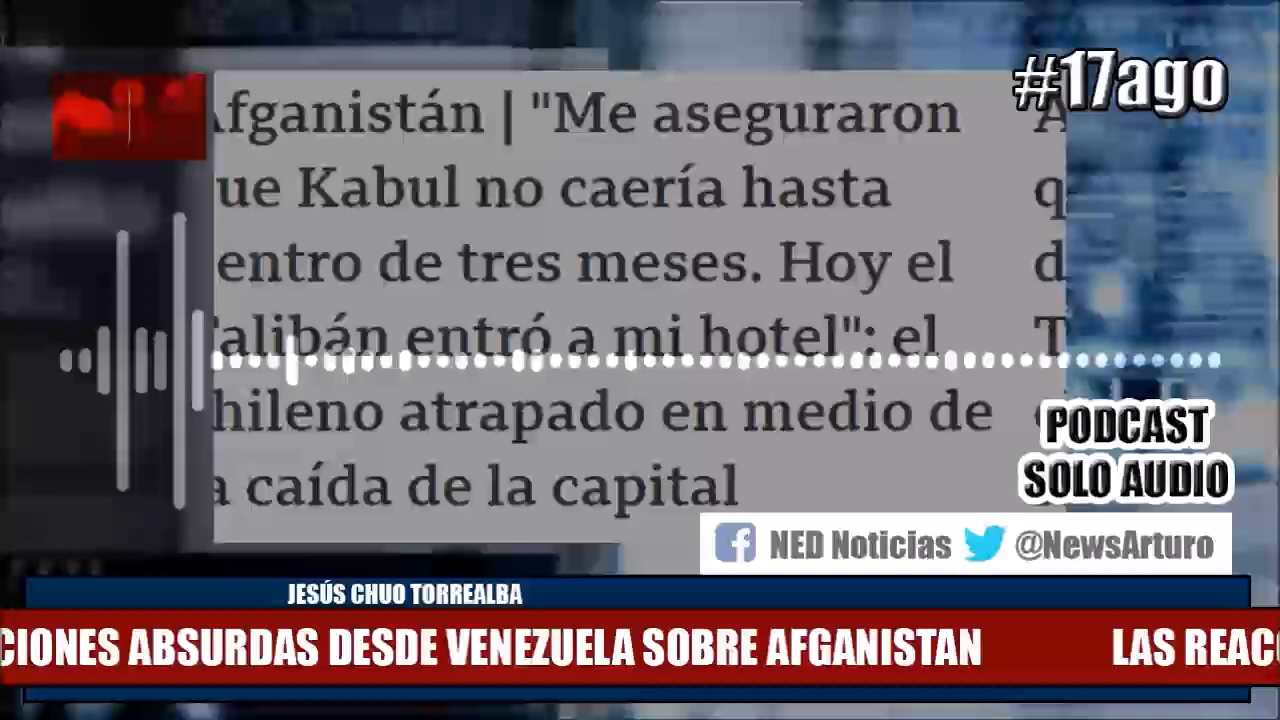 #17ago
fganistán | "Me aseguraron
ue Kabul no caería hasta
entro de tres meses. Hoy el
alibán entró a mi hotel": el
hileno atrapado en medio de
a caída de la capital
A
q
d
T
PODCAST
SOLO AUDIO
NED Noticias @NewsArturo
JESÚS CHUO TORREALBA
CIONES ABSURDAS DESDE VENEZUELA SOBRE AFGANISTAN LAS REAC